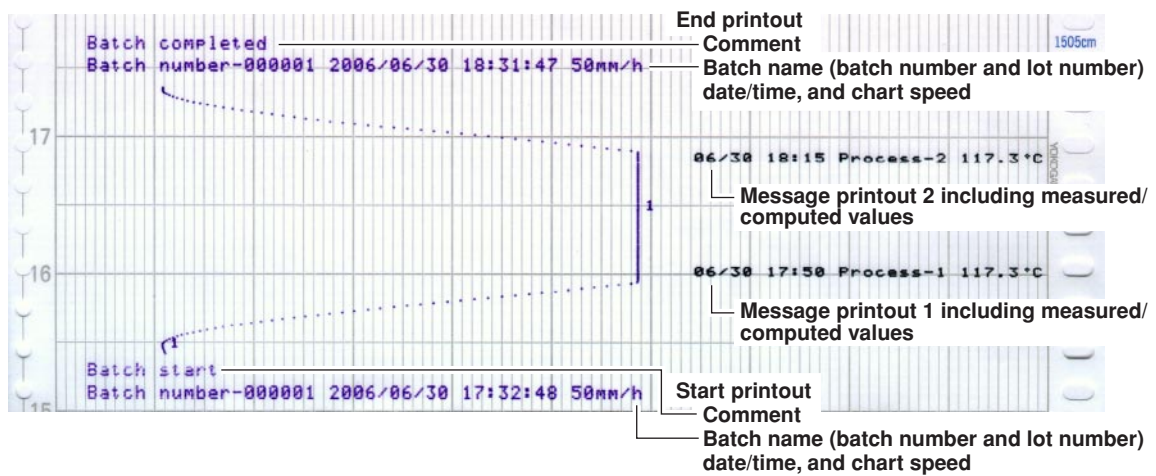 End printout
Batch completed
Comment
1505cm
Batch number-000001 2006/06/30 18:31:47 50mm/h
Batch name (batch number and lot number)
date/time, and chart speed
17
06/30 18:15 Process-2 117.3°C
Message printout 2 including measured/
computed values
1
16
06/30 17:50 Process-1 117.3°C
Message printout 1 including measured/
computed values
1
Batch start
Batch number-000001 2006/06/30 17:32:48 50mm/h
Start printout
Comment
15
Batch name (batch number and lot number)
date/time, and chart speed